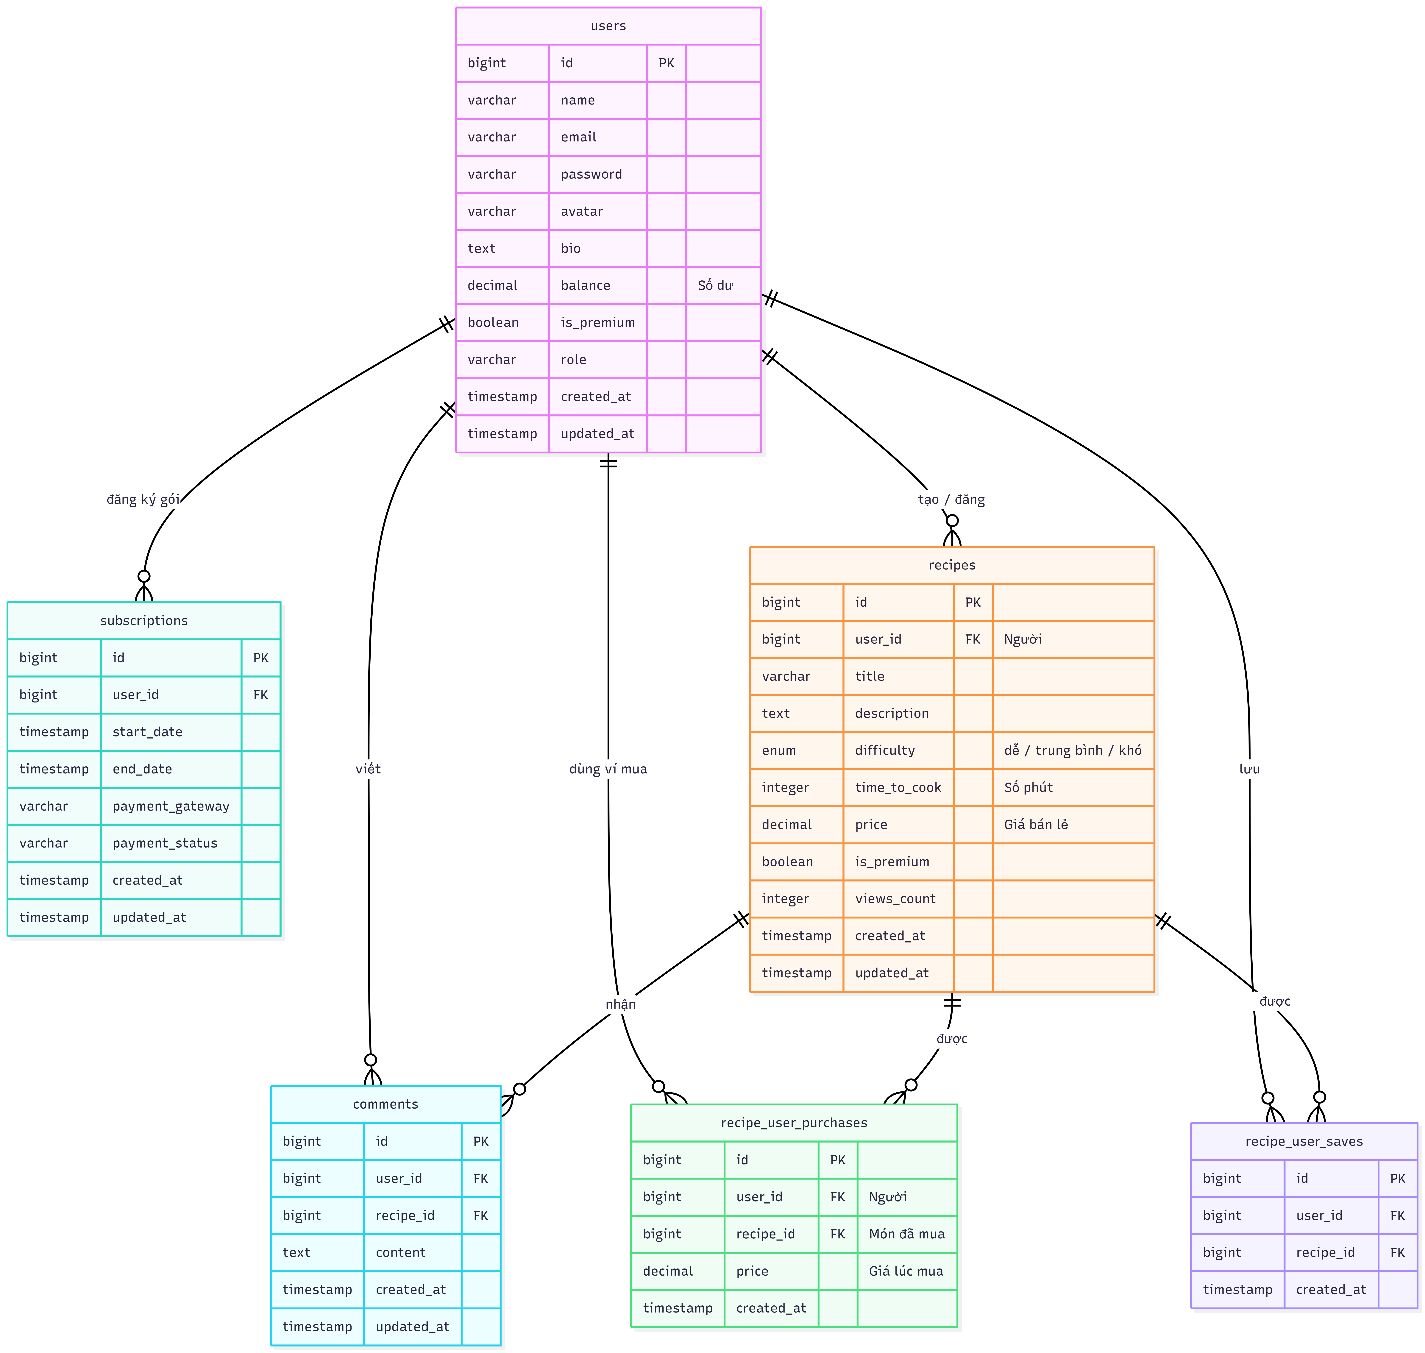 users
bigint id PK
varchar name
varchar email
varchar password
varchar avatar
text bio
decimal balance Số dư
boolean is_premium
varchar role
timestamp created_at
timestamp updated_at
đăng ký gói
tạo / đăng
viết
dùng ví mua
lưu
subscriptions
bigint id PK
bigint user_id FK
timestamp start_date
timestamp end_date
varchar payment_gateway
varchar payment_status
timestamp created_at
timestamp updated_at
recipes
bigint id PK
bigint user_id FK Người
varchar title
text description
enum difficulty dễ / trung bình / khó
integer time_to_cook Số phút
decimal price Giá bán lẻ
boolean is_premium
integer views_count
timestamp created_at
timestamp updated_at
nhận
được
được
comments
bigint id PK
bigint user_id FK
bigint recipe_id FK
text content
timestamp created_at
timestamp updated_at
recipe_user_purchases
bigint id PK
bigint user_id FK Người
bigint recipe_id FK Món đã mua
decimal price Giá lúc mua
timestamp created_at
recipe_user_saves
bigint id PK
bigint user_id FK
bigint recipe_id FK
timestamp created_at